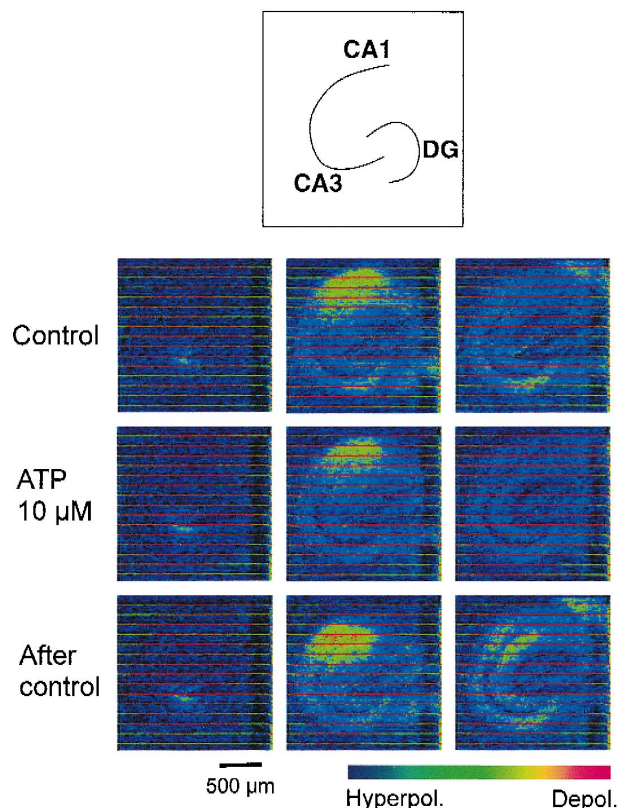 CA1
DG
CA3
Control
ATP
10 µM
After
control
500 µm
Hyperpol. Depol.